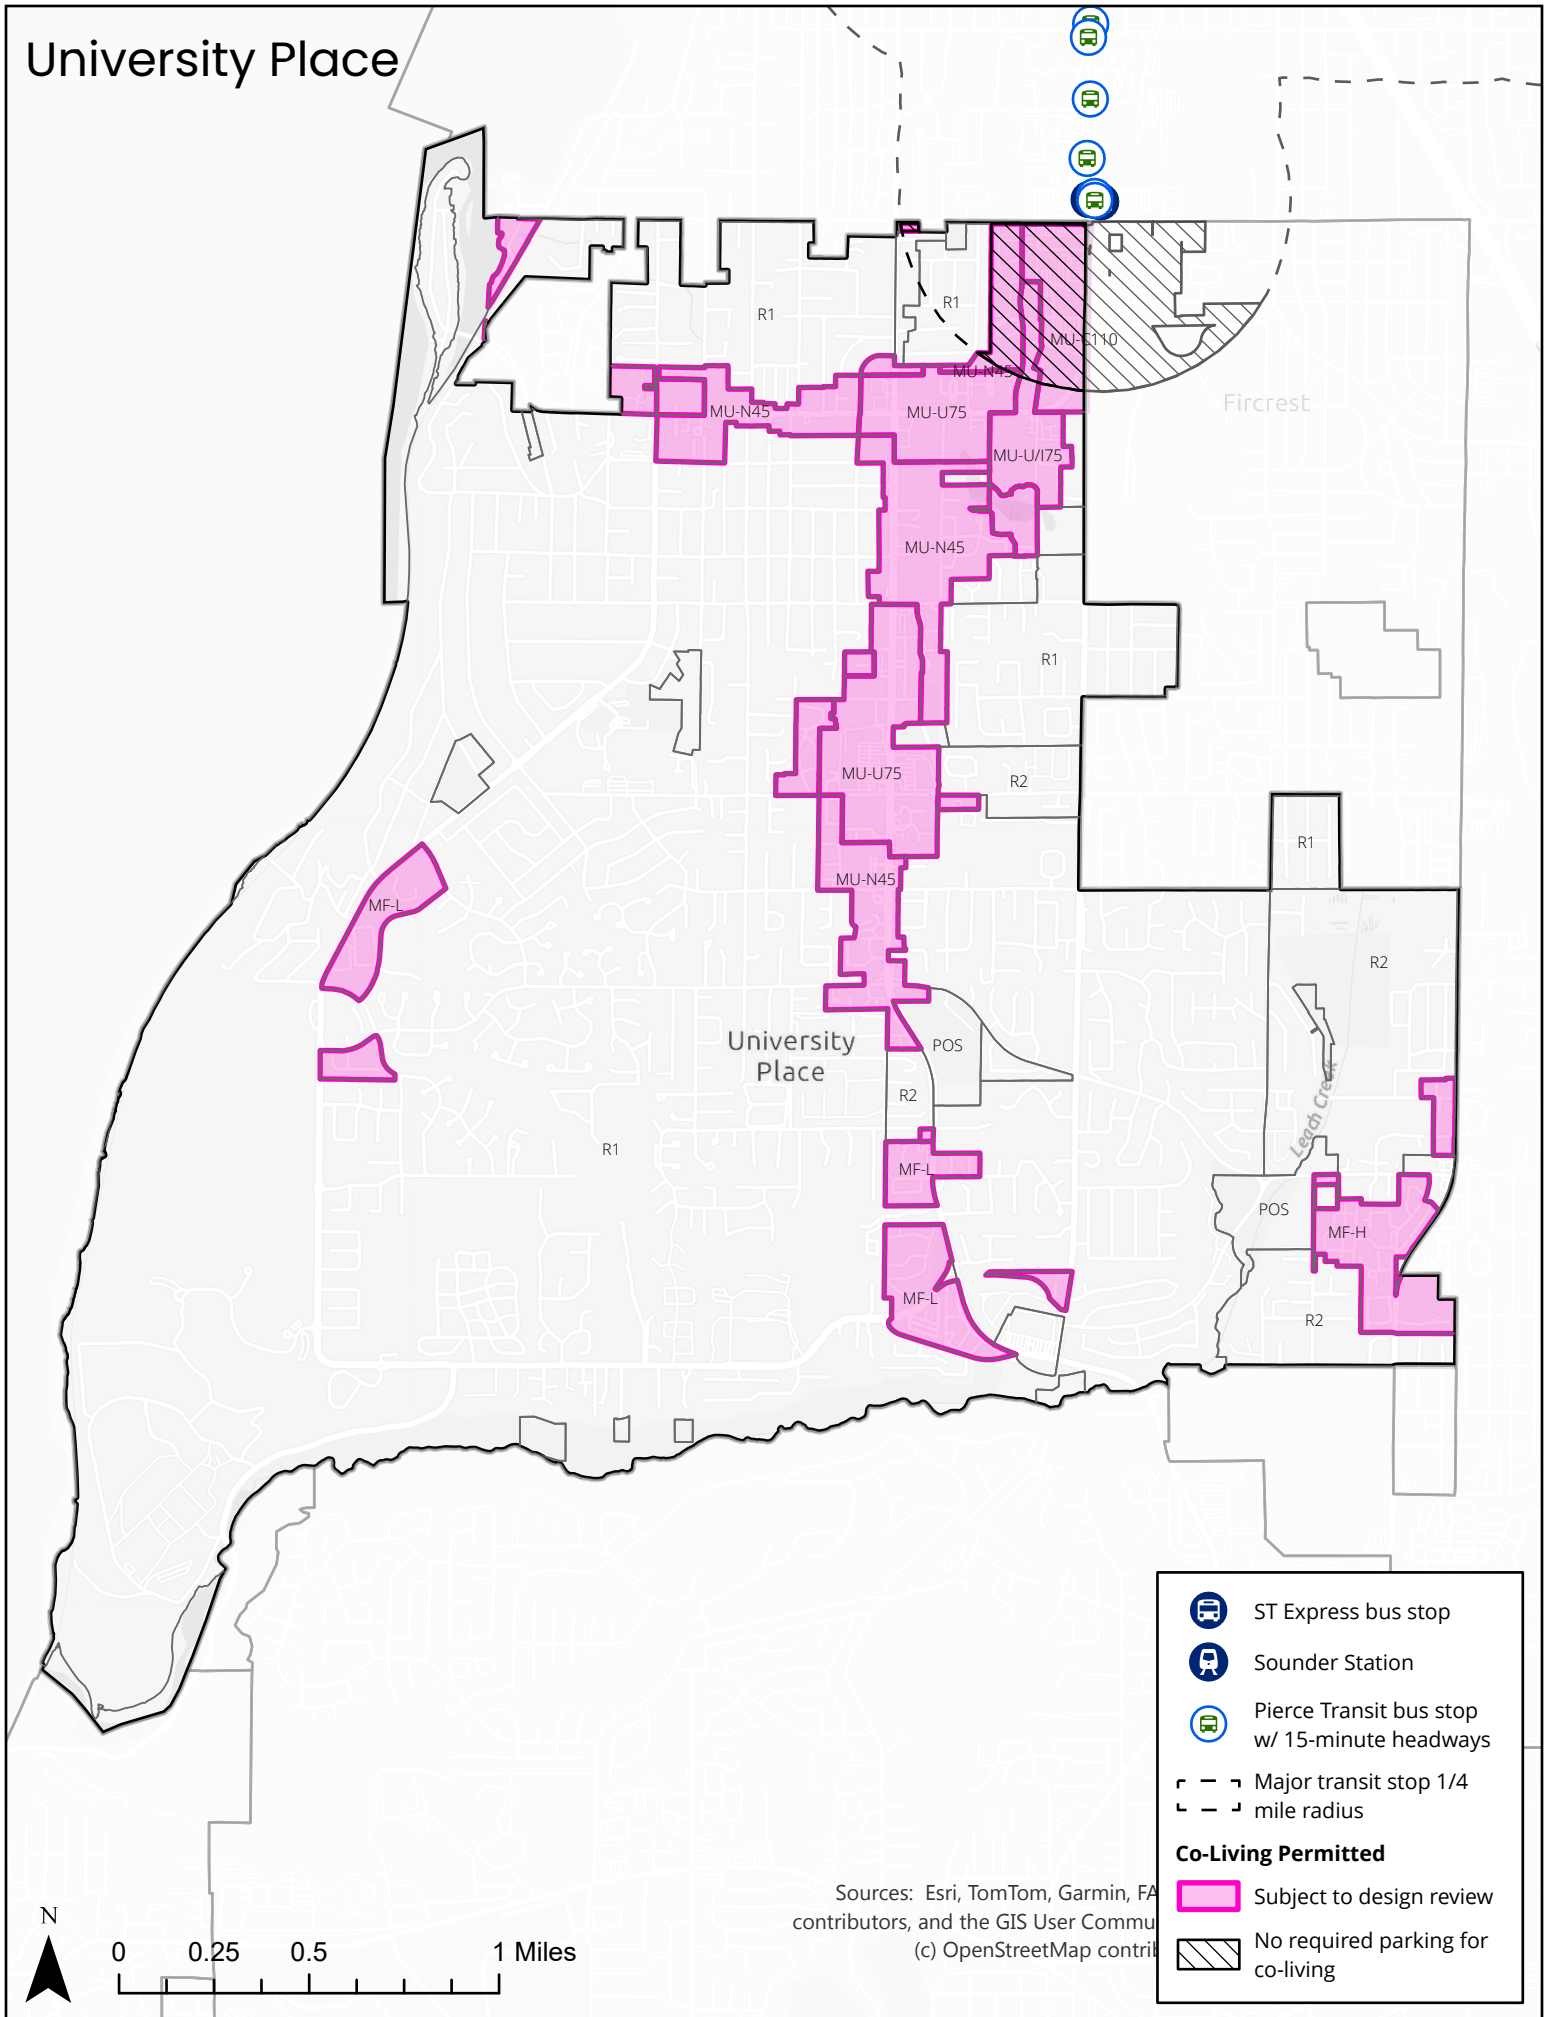 University Place
R1
R1
MU-C110
MU-N45
Fircrest
MU-N45
MU-U75
MU-U/I75
MU-N45
R1
MU-U75
R2
R1
MU-N45
MF-L
R2
University
Place
POS
R2
Leach Creek
R1
MF-L
POS
MF-H
MF-L
R2
ST Express bus stop
Sounder Station
Pierce Transit bus stop
w/ 15-minute headways
Major transit stop 1/4
mile radius
Co-Living Permitted
Subject to design review
No required parking for
co-living
Sources: Esri, TomTom, Garmin, FA
contributors, and the GIS User Commu
(c) OpenStreetMap contrib
N
0 0.25 0.5 1 Miles